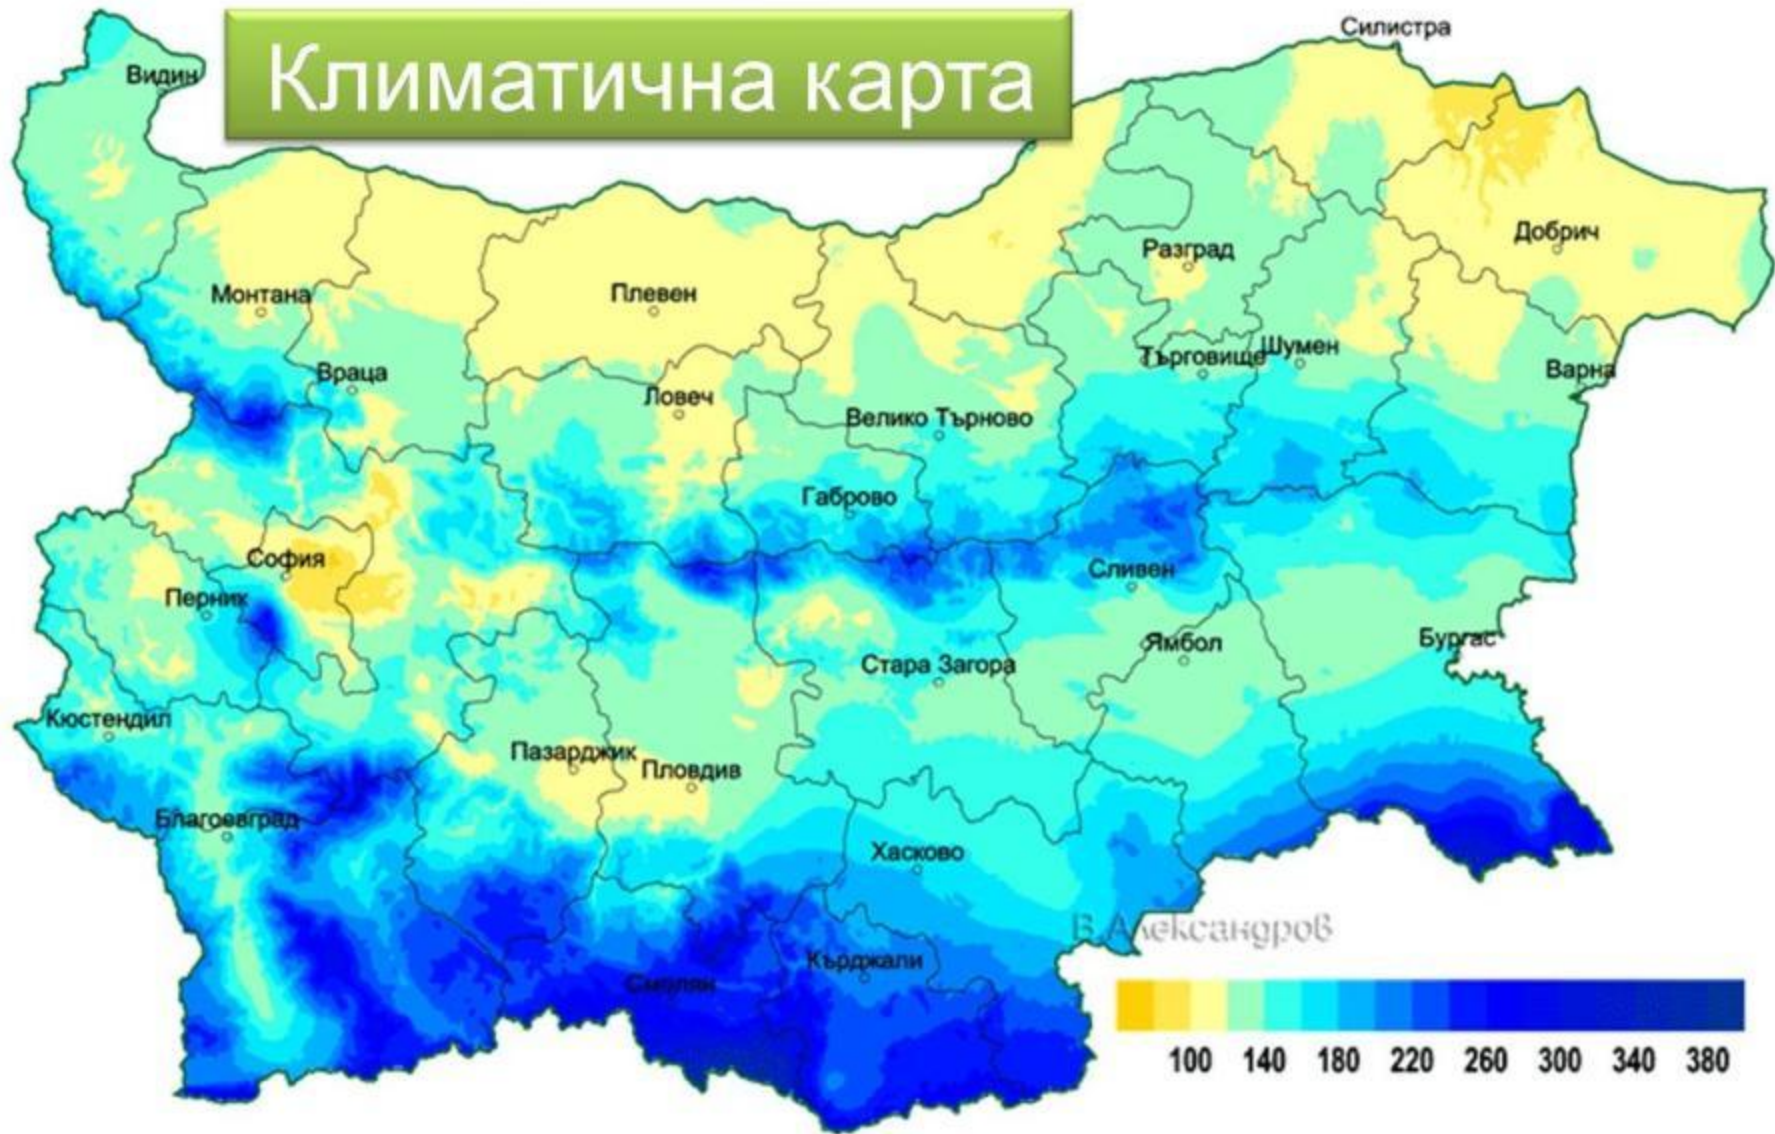 Климатична карта
Силистра
Видин
Добрич
Разград
Монтана
Плевен
Търговище
Шумен
Враца
Варна
Ловеч
Велико Търново
Габрово
София
Сливен
Перник
Ямбол
Бургас
Стара Загора
Кюстендил
Пазарджик
Пловдив
Благоевград
Хасково
В.Александров
Кърджали
Смолян
100 140 180 220 260 300 340 380